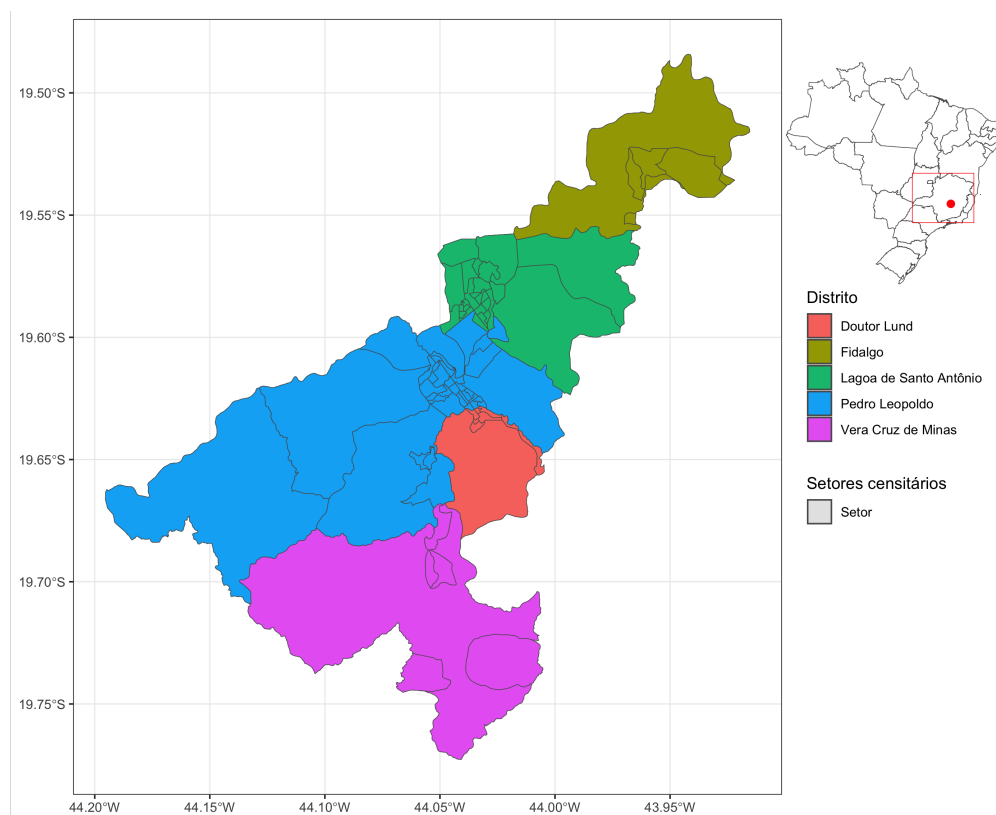 19.50°S
19.55°S
19.60°S
19.65°S
19.70°S
19.75°S
44.20°W
44.15°W
44.10°W
44.05°W
44.00°W
43.95°W
Distrito
Doutor Lund
Fidalgo
Lagoa de Santo Antônio
Pedro Leopoldo
Vera Cruz de Minas
Setores censitários
Setor